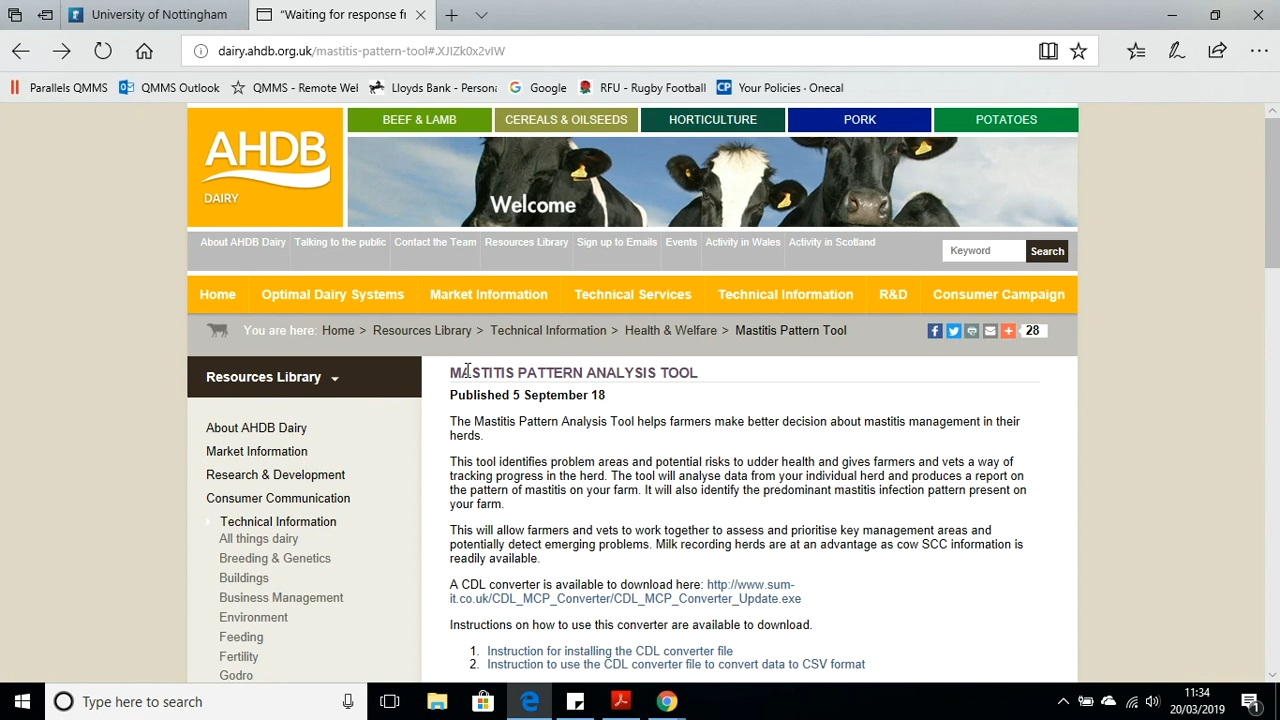 University of Nottingham
"Waiting for response fr
dairy.ahdb.org.uk/mastitis-pattern-tool#.XJIZk0x2vIW
Parallels QMMS QMMS Outlook QMMS - Remote Wel Lloyds Bank - Persona Google RFU - Rugby Football CP Your Policies · Onecal
AHDB
DAIRY
BEEF & LAMB CEREALS & OILSEEDS HORTICULTURE PORK POTATOES
Welcome
About AHDB Dairy Talking to the public Contact the Team Resources Library Sign up to Emails Events Activity in Wales Activity in Scotland
Keyword Search
Home Optimal Dairy Systems Market Information Technical Services Technical Information R&D Consumer Campaign
You are here: Home > Resources Library > Technical Information > Health & Welfare > Mastitis Pattern Tool
28
Resources Library
About AHDB Dairy
Market Information
Research & Development
Consumer Communication
Technical Information
All things dairy
Breeding & Genetics
Buildings
Business Management
Environment
Feeding
Fertility
Godro
MASTITIS PATTERN ANALYSIS TOOL
Published 5 September 18
The Mastitis Pattern Analysis Tool helps farmers make better decision about mastitis management in their
herds.
This tool identifies problem areas and potential risks to udder health and gives farmers and vets a way of
tracking progress in the herd. The tool will analyse data from your individual herd and produces a report on
the pattern of mastitis on your farm. It will also identify the predominant mastitis infection pattern present on
your farm.
This will allow farmers and vets to work together to assess and prioritise key management areas and
potentially detect emerging problems. Milk recording herds are at an advantage as cow SCC information is
readily available.
A CDL converter is available to download here: http://www.sum-
it.co.uk/CDL_MCP_Converter/CDL_MCP_Converter_Update.exe
Instructions on how to use this converter are available to download.
1. Instruction for installing the CDL converter file
2. Instruction to use the CDL converter file to convert data to CSV format
Type here to search
11:34
20/03/2019
1